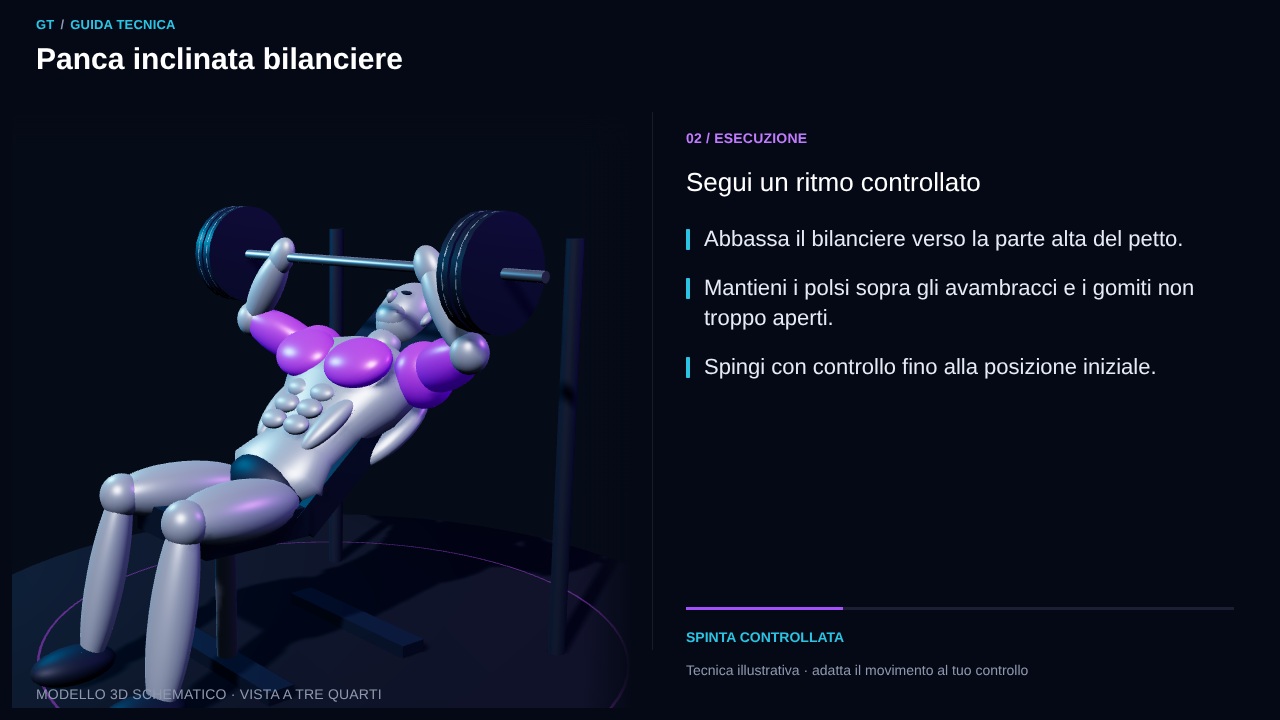 GT / GUIDA TECNICA
Panca inclinata bilanciere
02 / ESECUZIONE
Segui un ritmo controllato
Abbassa il bilanciere verso la parte alta del petto.
Mantieni i polsi sopra gli avambracci e i gomiti non
troppo aperti.
Spingi con controllo fino alla posizione iniziale.
SPINTA CONTROLLATA
Tecnica illustrativa · adatta il movimento al tuo controllo
MODELLO 3D SCHEMATICO · VISTA A TRE QUARTI